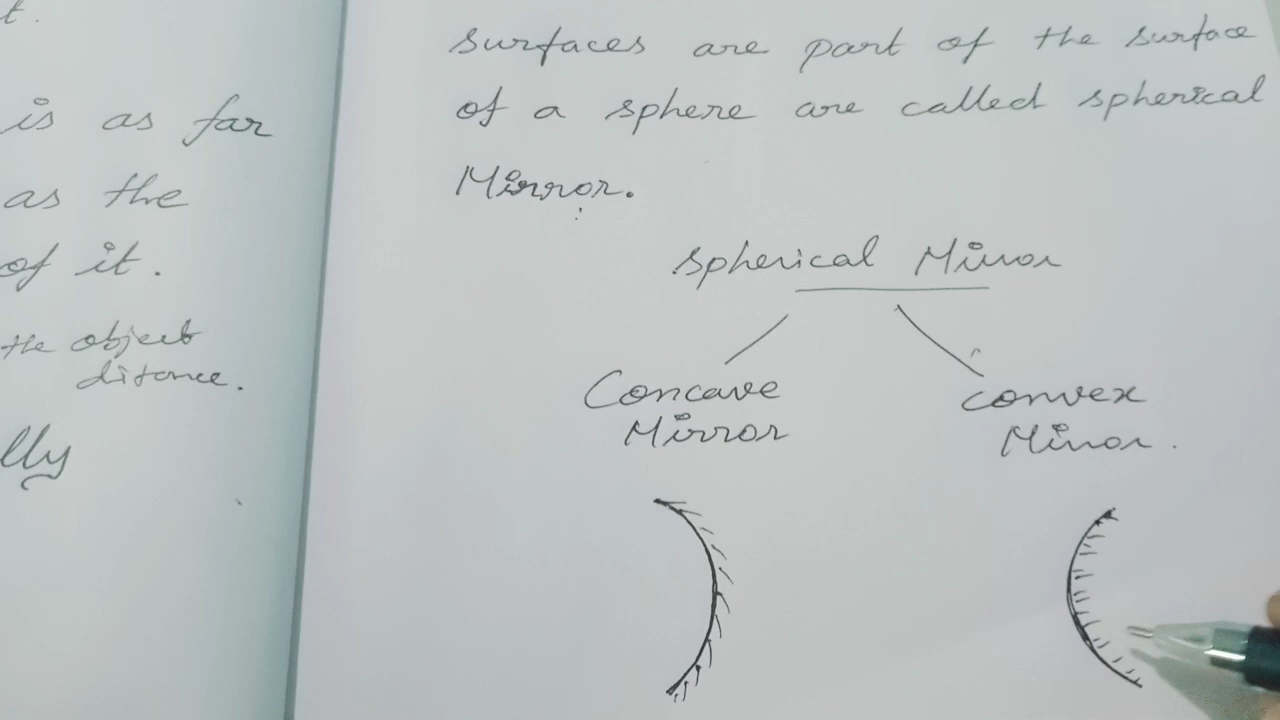 t.
is as far
as the
of it.
the object
ditance.
lly
surfaces are part of the surface
of a sphere are called spherical
Mirror.
Spherical Mirror
Concave
Mirror
Convex
Mirror.